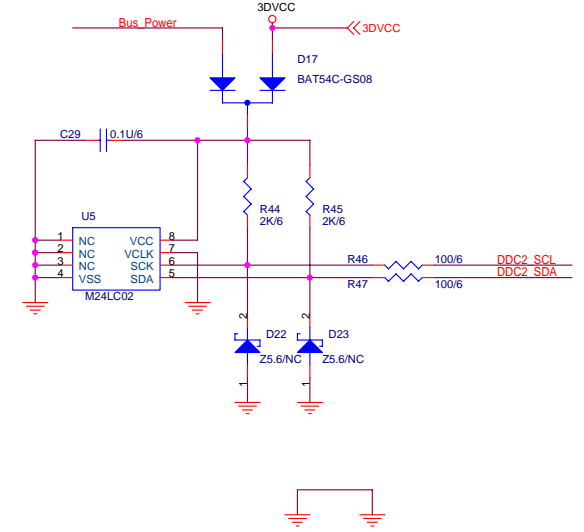 3DVCC
Bus_Power
3DVCC
D17
BAT54C-GS08
C29
0.1U/6
R44
2K/6
R45
2K/6
U5
1 NC VCC 8
2 NC VCLK 7
3 NC SCK 6
4 VSS SDA 5
M24LC02
R46 100/6 DDC2_SCL
R47 100/6 DDC2_SDA
2 D22
Z5.6/NC
1
2 D23
Z5.6/NC
1